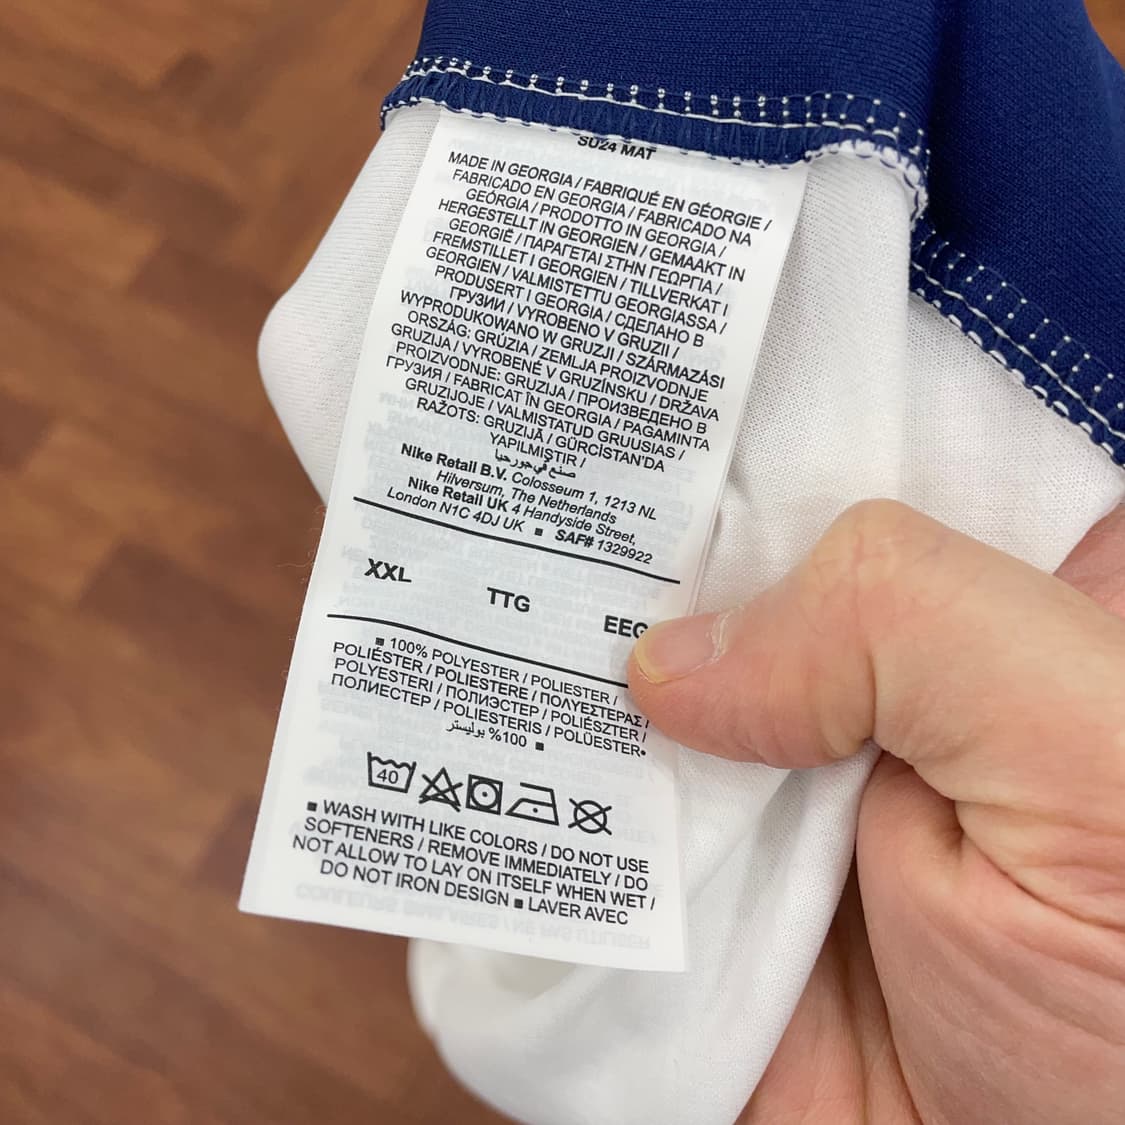 SU24 MAT
MADE IN GEORGIA / FABRIQUÉ EN GÉORGIE /
FABRICADO EN GEORGIA / FABRICADO NA
GEÓRGIA / PRODOTTO IN GEORGIA /
HERGESTELLT IN GEORGIEN / GEMAAKT IN
GEORGIË / ΠΑΡΑΓΕΤΑΙ ΣΤΗΝ ΓΕΩΡΓΙΑ /
FREMSTILLET I GEORGIEN / TILLVERKAT I
GEORGIEN / VALMISTETTU GEORGIASSA /
PRODUSERT I GEORGIA / СДЕЛАНО В
ГРУЗИИ / VYROBENO V GRUZII /
WYPRODUKOWANO W GRUZJI / SZÁRMAZÁSI
ORSZÁG: GRÚZIA / ZEMLJA PROIZVODNJE
GRUZIJA / VYROBENÉ V GRUZÍNSKU / DRŽAVA
PROIZVODNJE: GRUZIJA / ПРОИЗВЕДЕНО В
ГРУЗИЯ / FABRICAT ÎN GEORGIA / PAGAMINTA
GRUZIJOJE / VALMISTATUD GRUUSIAS /
RAŽOTS: GRUZIJĀ / GÜRCİSTAN'DA
YAPILMIŞTIR /
صنع في جورجيا
Nike Retail B.V. Colosseum 1, 1213 NL
Hilversum, The Netherlands
Nike Retail UK 4 Handyside Street,
London N1C 4DJ UK ■ SAF# 1329922
XXL TTG EEG
■ 100% POLYESTER / POLIESTER /
POLIÉSTER / POLIESTERE / ΠΟΛΥΕΣΤΕΡΑΣ /
POLYESTERI / ПОЛИЭСТЕР / POLIÉSZTER /
ПОЛИЕСТЕР / POLIESTERIS / POLÜESTER•
100% بوليستر ■
40
■ WASH WITH LIKE COLORS / DO NOT USE
SOFTENERS / REMOVE IMMEDIATELY / DO
NOT ALLOW TO LAY ON ITSELF WHEN WET /
DO NOT IRON DESIGN ■ LAVER AVEC